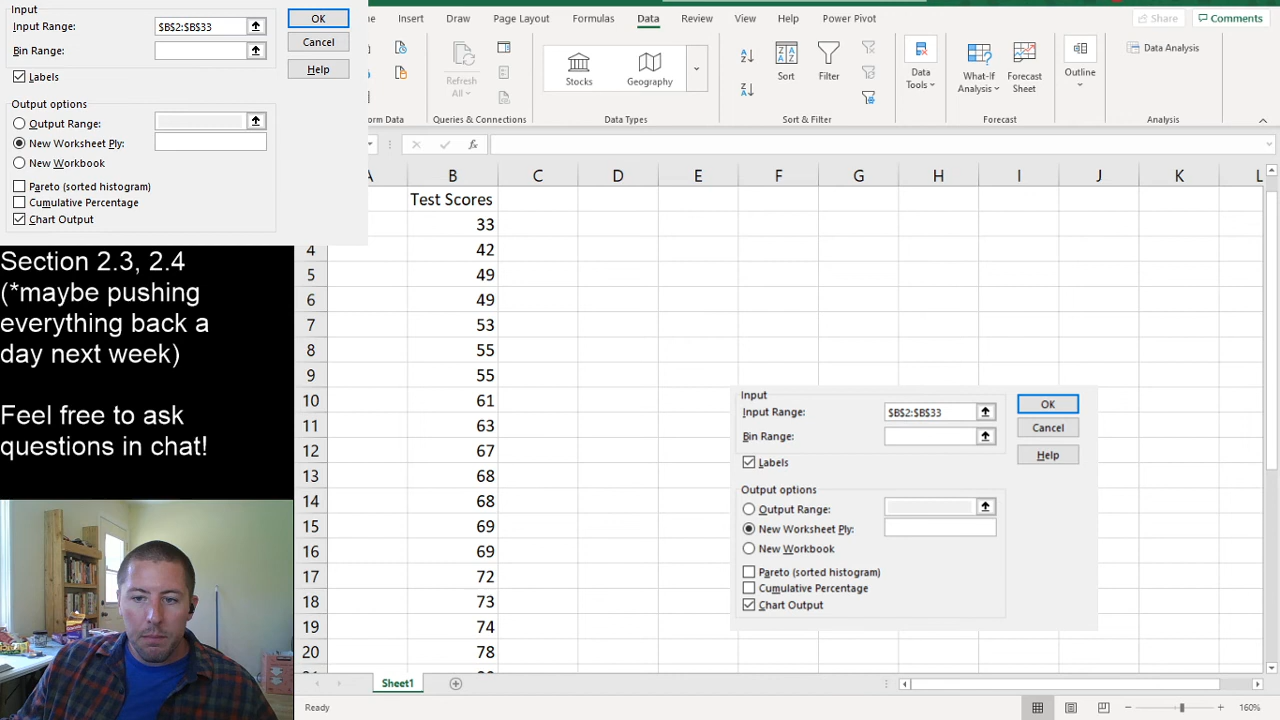 Input
Input Range:
$B$2:$B$33
OK
Bin Range:
Cancel
Labels
Help
Output options
Output Range:
New Worksheet Ply:
New Workbook
Pareto (sorted histogram)
Cumulative Percentage
Chart Output
Section 2.3, 2.4
(*maybe pushing
everything back a
day next week)
Feel free to ask
questions in chat!
Insert Draw Page Layout Formulas Data Review View Help Power Pivot
Share Comments
Refresh
All
Stocks Geography
Sort Filter
Data
Tools
What-If
Analysis
Forecast
Sheet
Outline
Data Analysis
Queries & Connections Data Types Sort & Filter Forecast Analysis
fx
B C D E F G H I J K L
Test Scores
33
4 42
5 49
6 49
7 53
8 55
9 55
10 61
11 63
12 67
13 68
14 68
15 69
16 69
17 72
18 73
19 74
20 78
Input
Input Range:
$B$2:$B$33
OK
Bin Range:
Cancel
Labels
Help
Output options
Output Range:
New Worksheet Ply:
New Workbook
Pareto (sorted histogram)
Cumulative Percentage
Chart Output
Sheet1
Ready
160%